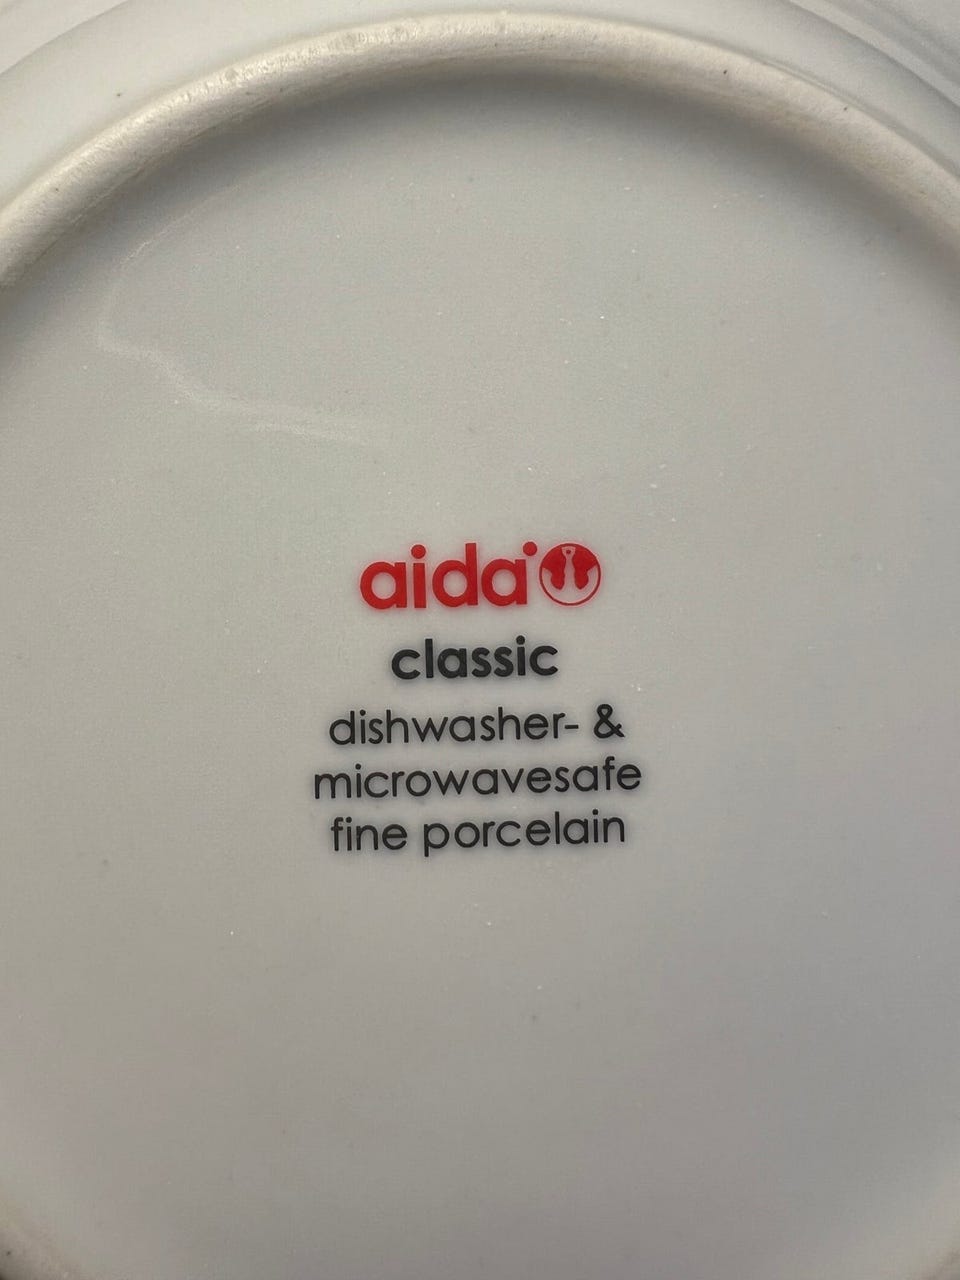 aida
classic
dishwasher- &
microwavesafe
fine porcelain